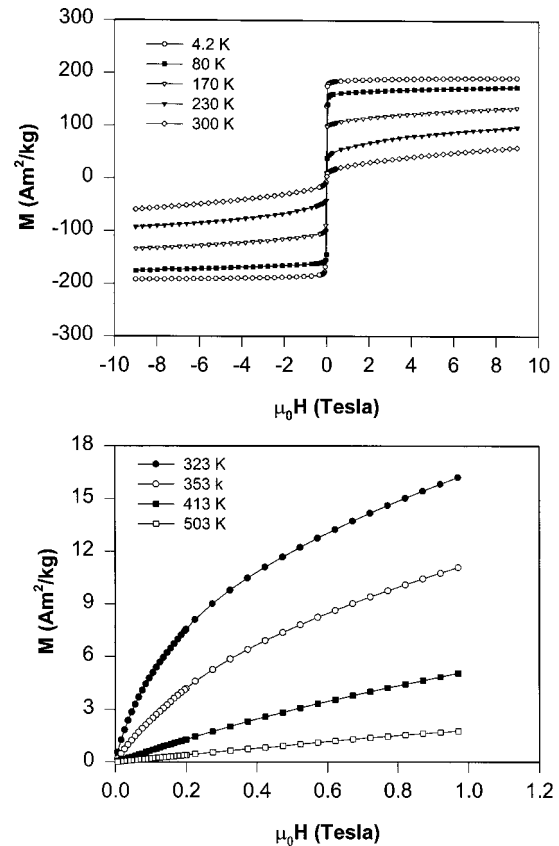 300
200
100
0
-100
-200
-300
M (Am²/kg)
4.2 K
80 K
170 K
230 K
300 K
-10 -8 -6 -4 -2 0 2 4 6 8 10
μ₀H (Tesla)
18
15
12
9
6
3
0
M (Am²/kg)
323 K
353 k
413 K
503 K
0.0 0.2 0.4 0.6 0.8 1.0 1.2
μ₀H (Tesla)